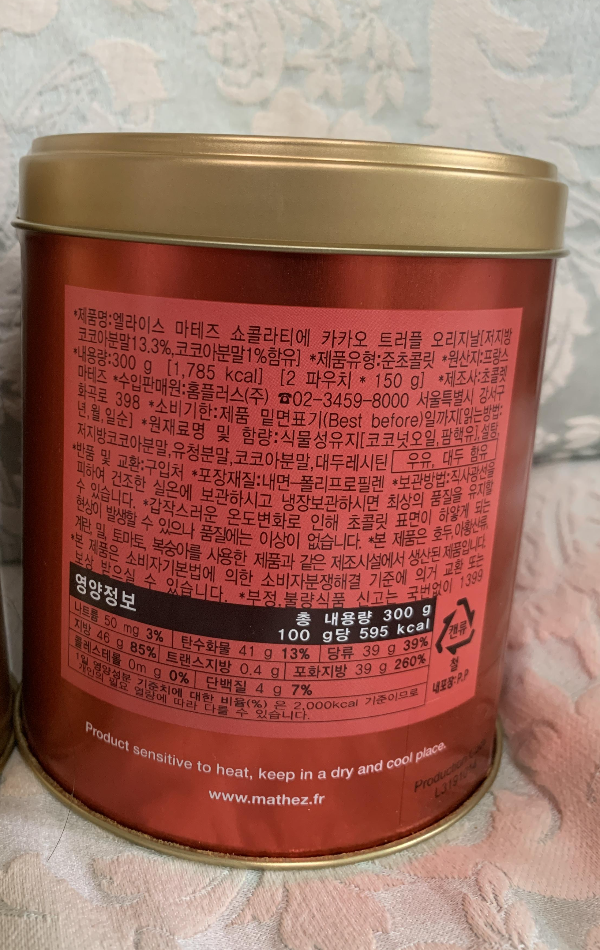 *제품명:엘라이스 마테즈 쇼콜라티에 카카오 트러플 오리지날[저지방
코코아분말13.3%,코코아분말1%함유] *제품유형:준초콜릿 *원산지:프랑스
*내용량:300 g [1,785 kcal] [2 파우치 * 150 g] *제조사:초콜렛
마테즈 *수입판매원:홈플러스(주) ☎02-3459-8000 서울특별시 강서구
화곡로 398 *소비기한:제품 밑면표기(Best before)일까지[읽는방법:
년,월,일순] *원재료명 및 함량:식물성유지[코코넛오일,팜핵유],설탕,
저지방코코아분말,유청분말,코코아분말,대두레시틴 우유, 대두 함유
*반품 및 교환:구입처 *포장재질:내면-폴리프로필렌 *보관방법:직사광선을
피하여 건조한 실온에 보관하시고 냉장보관하시면 최상의 품질을 유지할
수 있습니다. *갑작스러운 온도변화로 인해 초콜릿 표면이 하얗게 되는
현상이 발생할 수 있으나 품질에는 이상이 없습니다. *본 제품은 호두,아황산류,
계란, 밀, 토마토, 복숭아를 사용한 제품과 같은 제조시설에서 생산된 제품입니다.
*본 제품은 소비자기본법에 의한 소비자분쟁해결 기준에 의거 교환 또는
보상 받으실 수 있습니다. *부정,불량식품 신고는 국번없이 1399
영양정보
총 내용량 300 g
100 g당 595 kcal
나트륨 50 mg 3% 탄수화물 41 g 13% 당류 39 g 39%
지방 46 g 85% 트랜스지방 0.4 g 포화지방 39 g 260%
콜레스테롤 0m g 0% 단백질 4 g 7%
1일 영양성분 기준치에 대한 비율(%) 은 2,000kcal 기준이므로
개인의 필요 열량에 따라 다를 수 있습니다.
캔류
철
내포장:P.P
Product sensitive to heat, keep in a dry and cool place.
www.mathez.fr